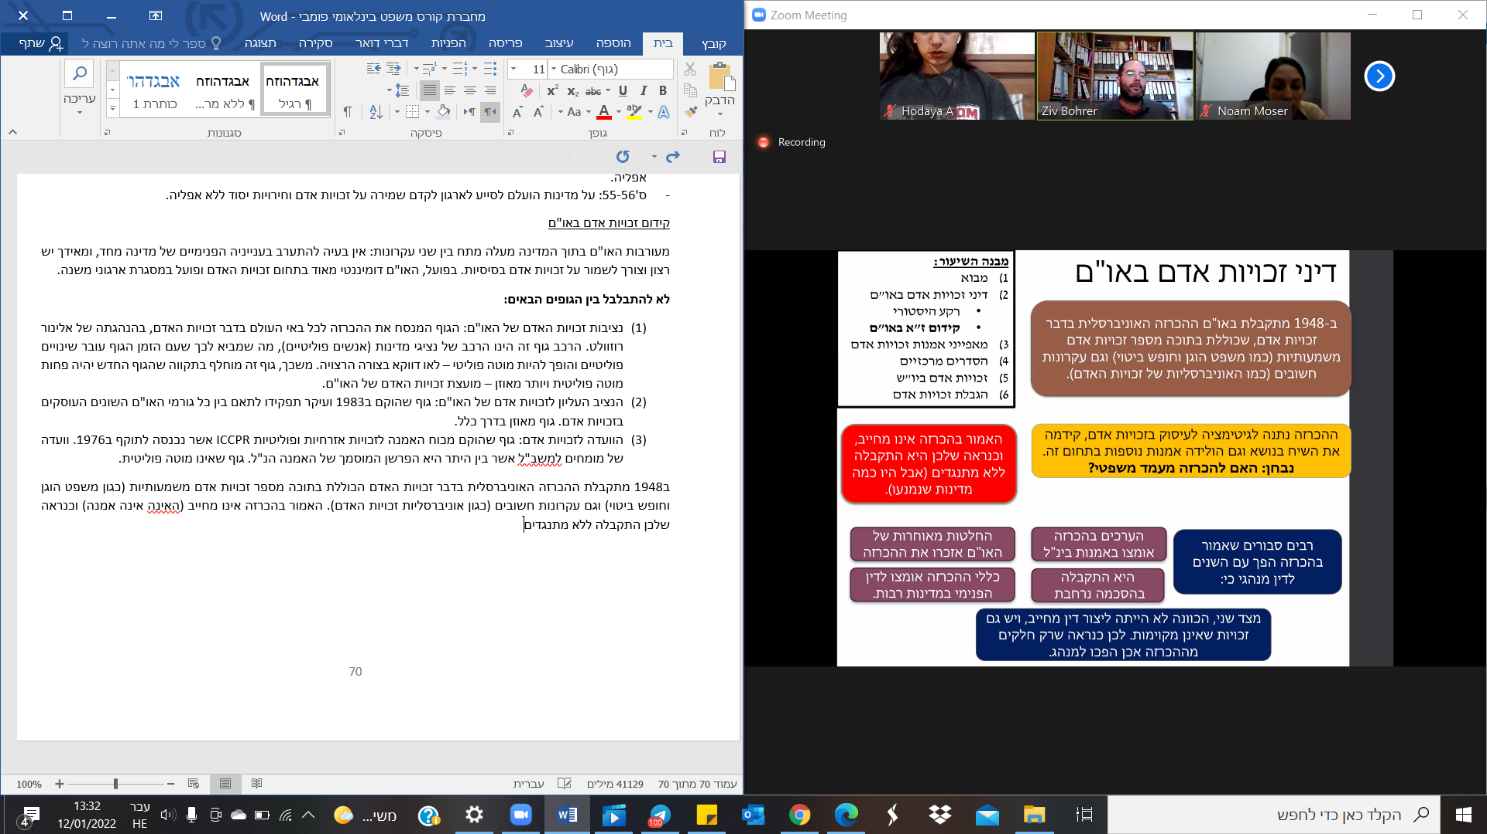 מחברת קורס משפט בינלאומי פומבי - Word
קובץ
בית
הוספה
עיצוב
פריסה
הפניות
דברי דואר
סקירה
תצוגה
ספר לי מה אתה רוצה ל
שתף
הדבק
לוח
Calibri (גוף)
11
B I U abc x₂ x²
Aa
גופן
פיסקה
אבגדהוזח
¶ רגיל
אבגדהוזח
¶ ללא מר...
אבגדהו
כותרת 1
סגנונות
עריכה
אפליה.
- ס'55-56: על מדינות הועלם לסייע לארגון לקדם שמירה על זכויות אדם וחירויות יסוד ללא אפליה.
קידום זכויות אדם באו"ם
מעורבות האו"ם בתוך המדינה מעלה מתח בין שני עקרונות: אין בעיה להתערב בענייניה הפנימיים של מדינה מחד, ומאידך יש
רצון וצורך לשמור על זכויות אדם בסיסיות. בפועל, האו"ם דומיננטי מאוד בתחום זכויות האדם ופועל במסגרת ארגוני משנה.
לא להתבלבל בין הגופים הבאים:
(1) נציבות זכויות האדם של האו"ם: הגוף המנסח את ההכרזה לכל באי העולם בדבר זכויות האדם, בהנהגתה של אלינור
רוזוולט. הרכב גוף זה הינו הרכב של נציגי מדינות (אנשים פוליטיים), מה שמביא לכך שעם הזמן הגוף עובר שינויים
פוליטיים והופך להיות מוטה פוליטי – לאו דווקא בצורה הרצויה. משכך, גוף זה מוחלף בתקווה שהגוף החדש יהיה פחות
מוטה פוליטית ויותר מאוזן – מועצת זכויות האדם של האו"ם.
(2) הנציב העליון לזכויות אדם של האו"ם: גוף שהוקם ב1983 ועיקר תפקידו לתאם בין כל גורמי האו"ם השונים העוסקים
בזכויות אדם. גוף מאוזן בדרך כלל.
(3) הוועדה לזכויות אדם: גוף שהוקם מכוח האמנה לזכויות אזרחיות ופוליטיות ICCPR אשר נכנסה לתוקף ב1976. וועדה
של מומחים למשב"ל אשר בין היתר היא הפרשן המוסמך של האמנה הנ"ל. גוף שאינו מוטה פוליטית.
ב1948 מתקבלת ההכרזה האוניברסלית בדבר זכויות האדם הכוללת בתוכה מספר זכויות אדם משמעותיות (כגון משפט הוגן
וחופש ביטוי) וגם עקרונות חשובים (כגון אוניברסליות זכויות האדם). האמור בהכרזה אינו מחייב (האינה אינה אמנה) וכנראה
שלכן התקבלה ללא מתנגדים
70
עמוד 70 מתוך 70
41129 מילים
עברית
100%
Zoom Meeting
Hodaya A
Ziv Bohrer
Noam Moser
Recording
דיני זכויות אדם באו"ם
מבנה השיעור:
1) מבוא
2) דיני זכויות אדם באו״ם
• רקע היסטורי
• קידום ז״א באו״ם
3) מאפייני אמנות זכויות אדם
4) הסדרים מרכזיים
5) זכויות אדם ביו״ש
6) הגבלת זכויות אדם
ב-1948 מתקבלת באו"ם ההכרזה האוניברסלית בדבר
זכויות אדם, שכוללת בתוכה מספר זכויות אדם
משמעותיות (כמו משפט הוגן וחופש ביטוי) וגם עקרונות
חשובים (כמו האוניברסליות של זכויות האדם).
ההכרזה נתנה לגיטימציה לעיסוק בזכויות אדם, קידמה
את השיח בנושא וגם הולידה אמנות נוספות בתחום זה.
נבחן: האם להכרזה מעמד משפטי?
האמור בהכרזה אינו מחייב,
וכנראה שלכן היא התקבלה
ללא מתנגדים (אבל היו כמה
מדינות שנמנעו).
רבים סבורים שאמור
בהכרזה הפך עם השנים
לדין מנהגי כי:
הערכים בהכרזה
אומצו באמנות בינ"ל
החלטות מאוחרות של
האו"ם אזכרו את ההכרזה
היא התקבלה
בהסכמה נרחבת
כללי ההכרזה אומצו לדין
הפנימי במדינות רבות.
מצד שני, הכוונה לא הייתה ליצור דין מחייב, ויש גם
זכויות שאינן מקוימות. לכן כנראה שרק חלקים
מההכרזה אכן הפכו למנהג.
הקלד כאן כדי לחפש
100
משי...
עבר
HE
13:32
12/01/2022
4